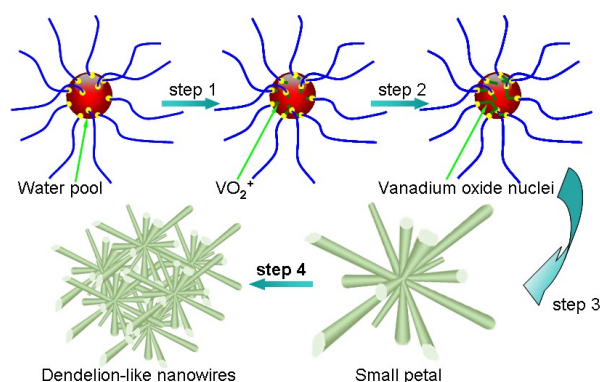 step 1
step 2
Water pool
VO₂⁺
Vanadium oxide nuclei
step 3
step 4
Dendelion-like nanowires
Small petal